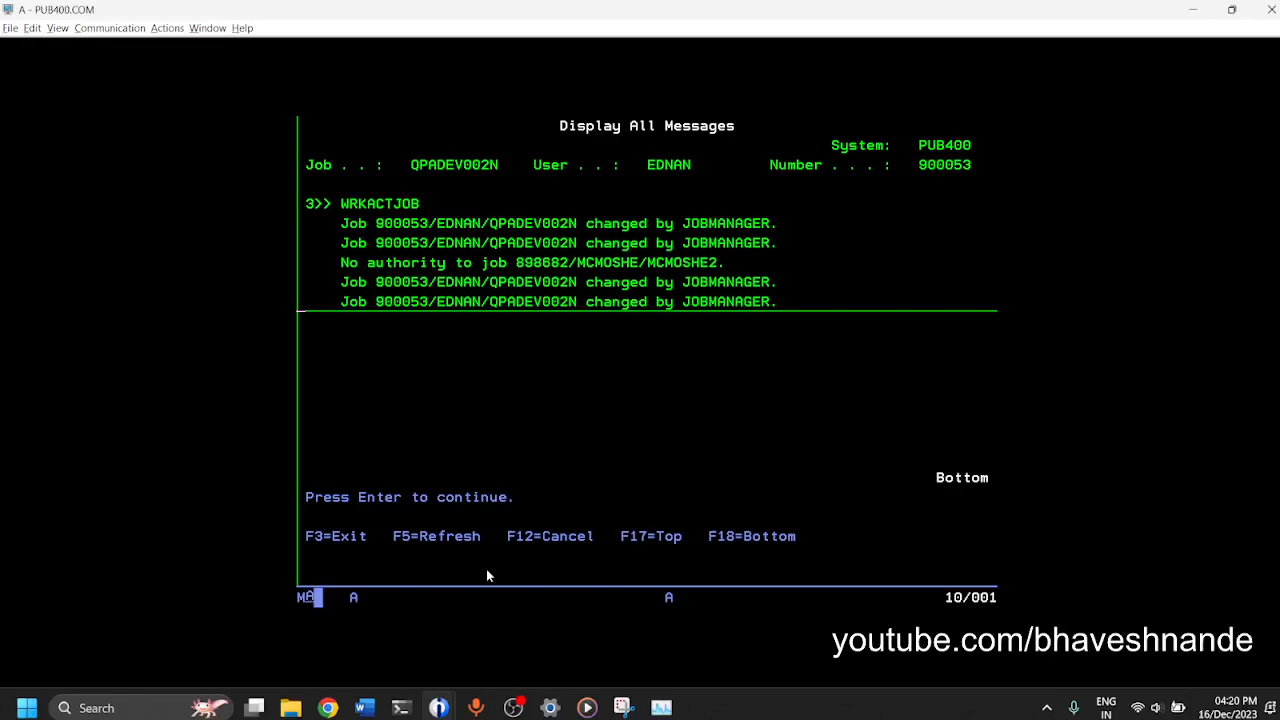 A - PUB400.COM
File Edit View Communication Actions Window Help
Display All Messages
System: PUB400
Job . . : QPADEV002N User . . : EDNAN Number . . . : 900053
3>> WRKACTJOB
Job 900053/EDNAN/QPADEV002N changed by JOBMANAGER.
Job 900053/EDNAN/QPADEV002N changed by JOBMANAGER.
No authority to job 898682/MCMOSHE/MCMOSHE2.
Job 900053/EDNAN/QPADEV002N changed by JOBMANAGER.
Job 900053/EDNAN/QPADEV002N changed by JOBMANAGER.
Bottom
Press Enter to continue.
F3=Exit F5=Refresh F12=Cancel F17=Top F18=Bottom
MA A A 10/001
youtube.com/bhaveshnande
Search
ENG
IN
04:20 PM
16/Dec/2023